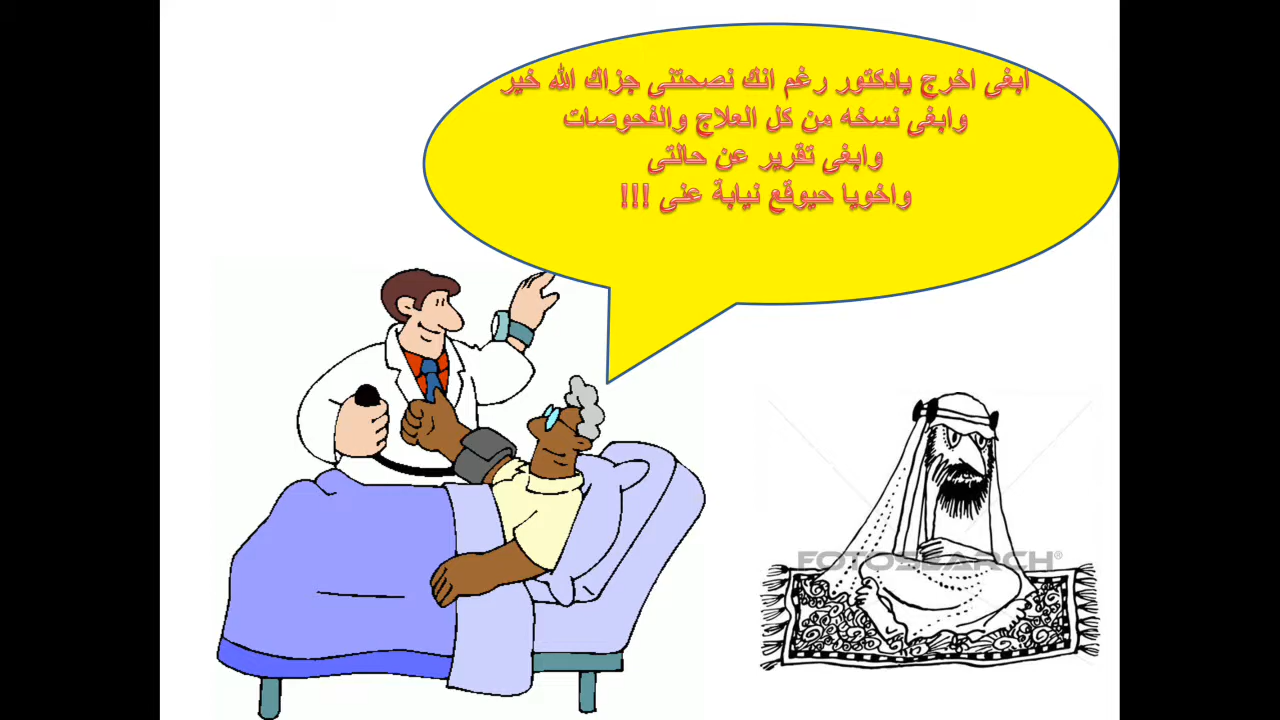 ابغى اخرج يادكتور رغم انك نصحتنى جزاك الله خير
وابغى نسخه من كل العلاج والفحوصات
وابغى تقرير عن حالتى
واخويا حيوقع نيابة عنى !!!
FOTOSEARCH®